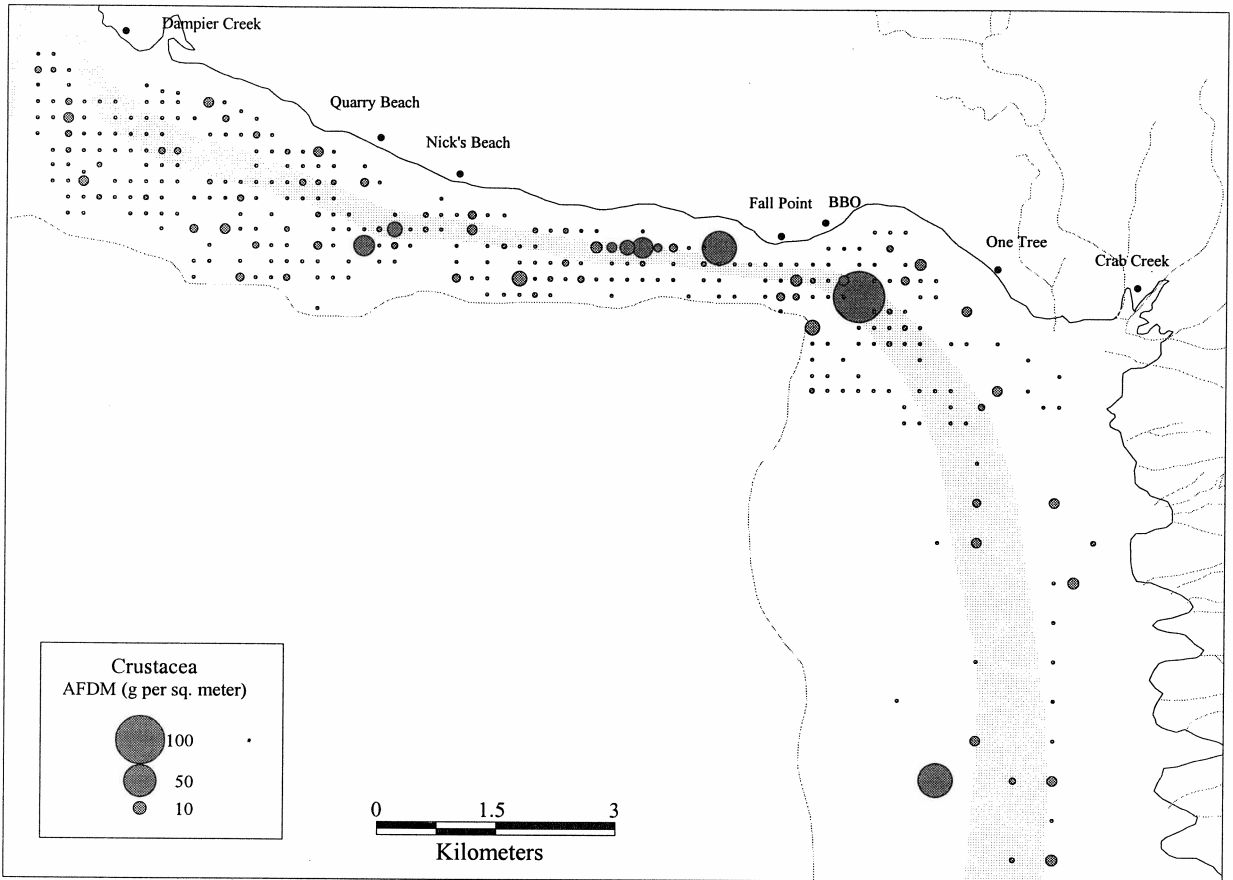 Dampier Creek
Quarry Beach
Nick's Beach
Fall Point
BBO
One Tree
Crab Creek
Crustacea
AFDM (g per sq. meter)
100
50
10
0 1.5 3
Kilometers